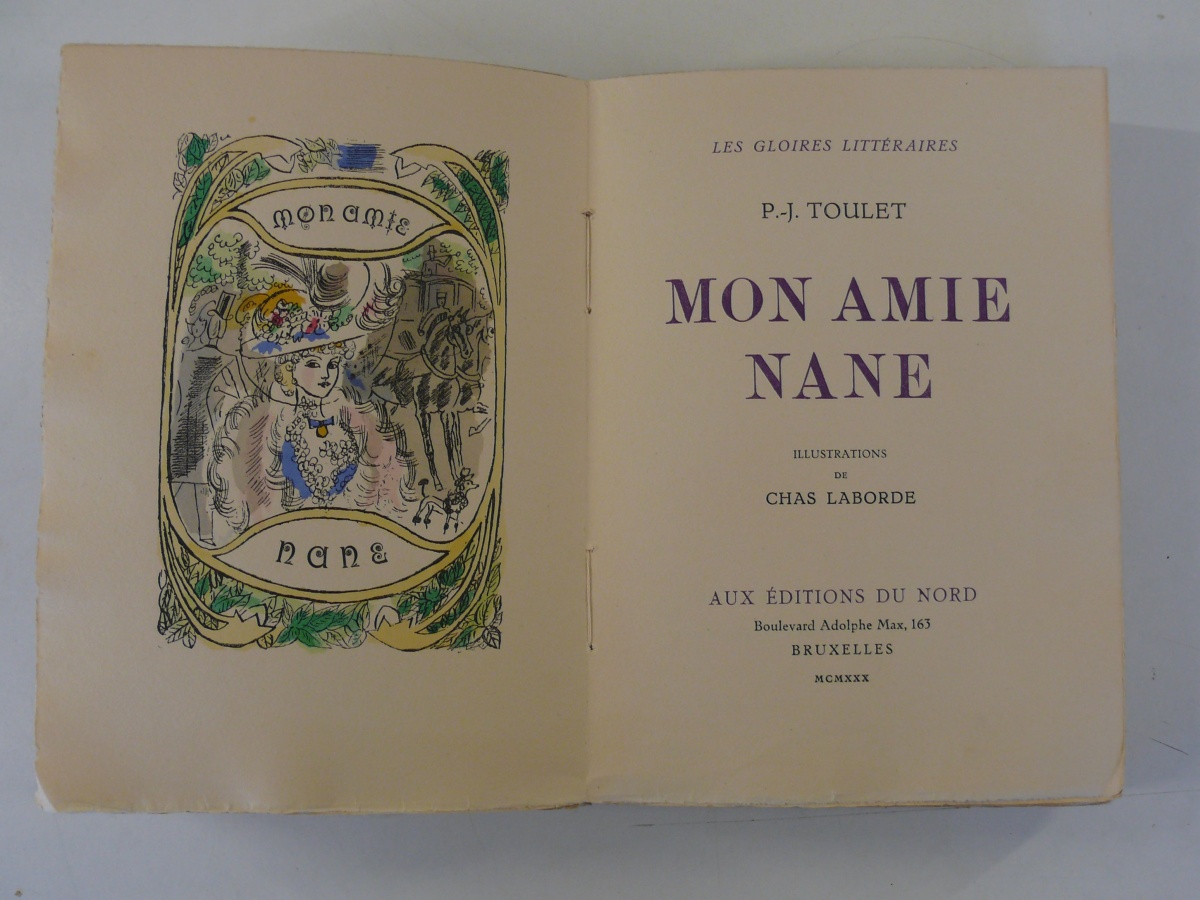 mon amie
nane
LES GLOIRES LITTÉRAIRES
P.-J. TOULET
MON AMIE
NANE
ILLUSTRATIONS
DE
CHAS LABORDE
AUX ÉDITIONS DU NORD
Boulevard Adolphe Max, 163
BRUXELLES
MCMXXX